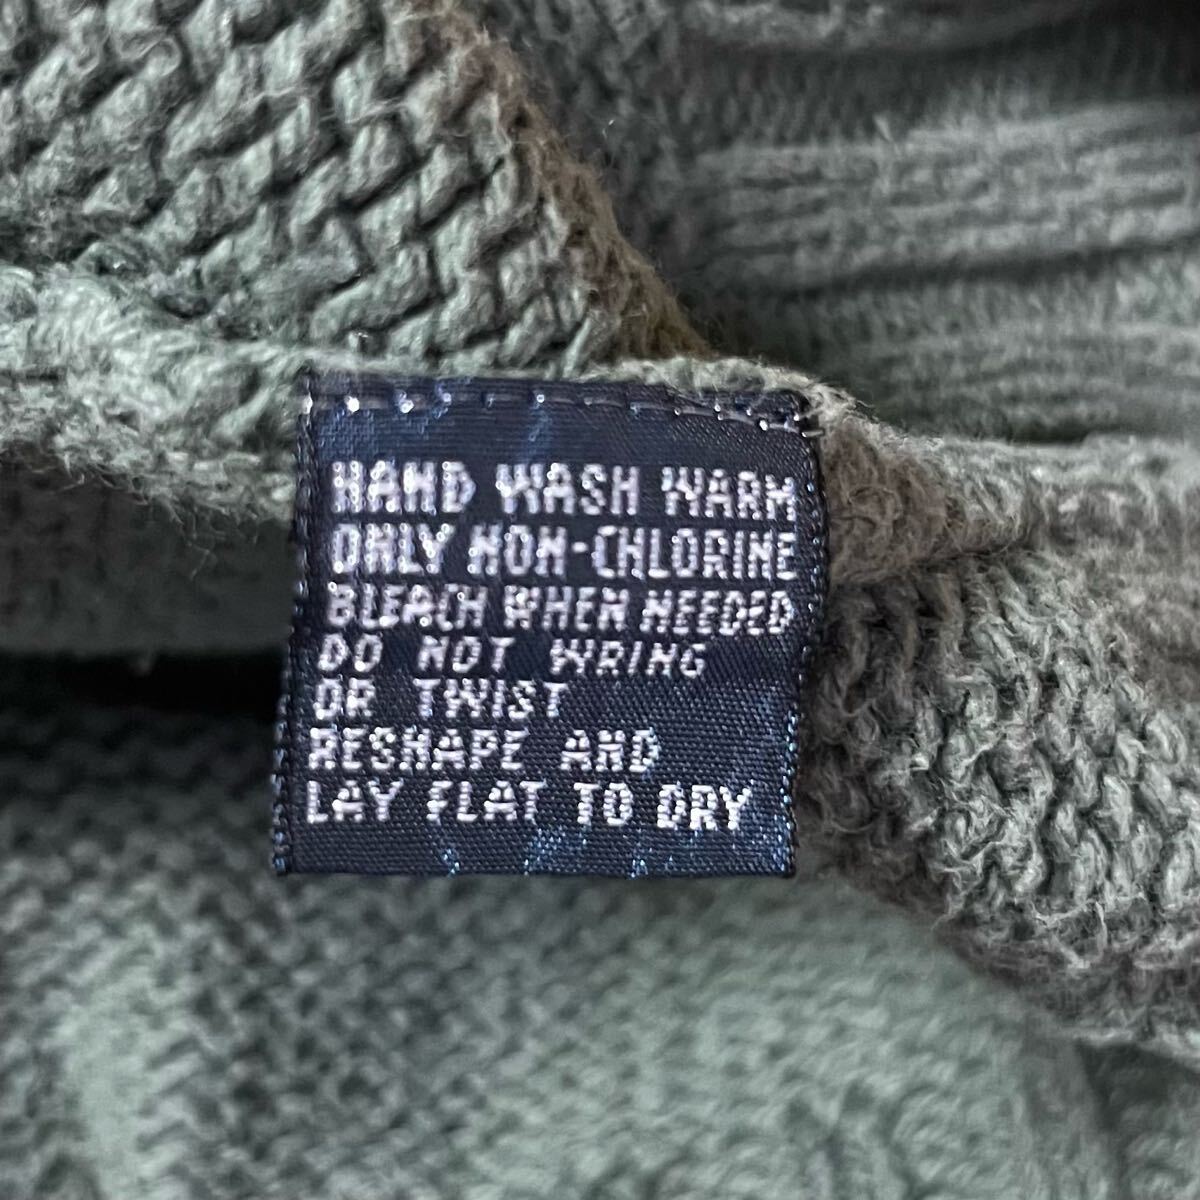 HAND WASH WARM
ONLY NON-CHLORINE
BLEACH WHEN NEEDED
DO NOT WRING
OR TWIST
RESHAPE AND
LAY FLAT TO DRY